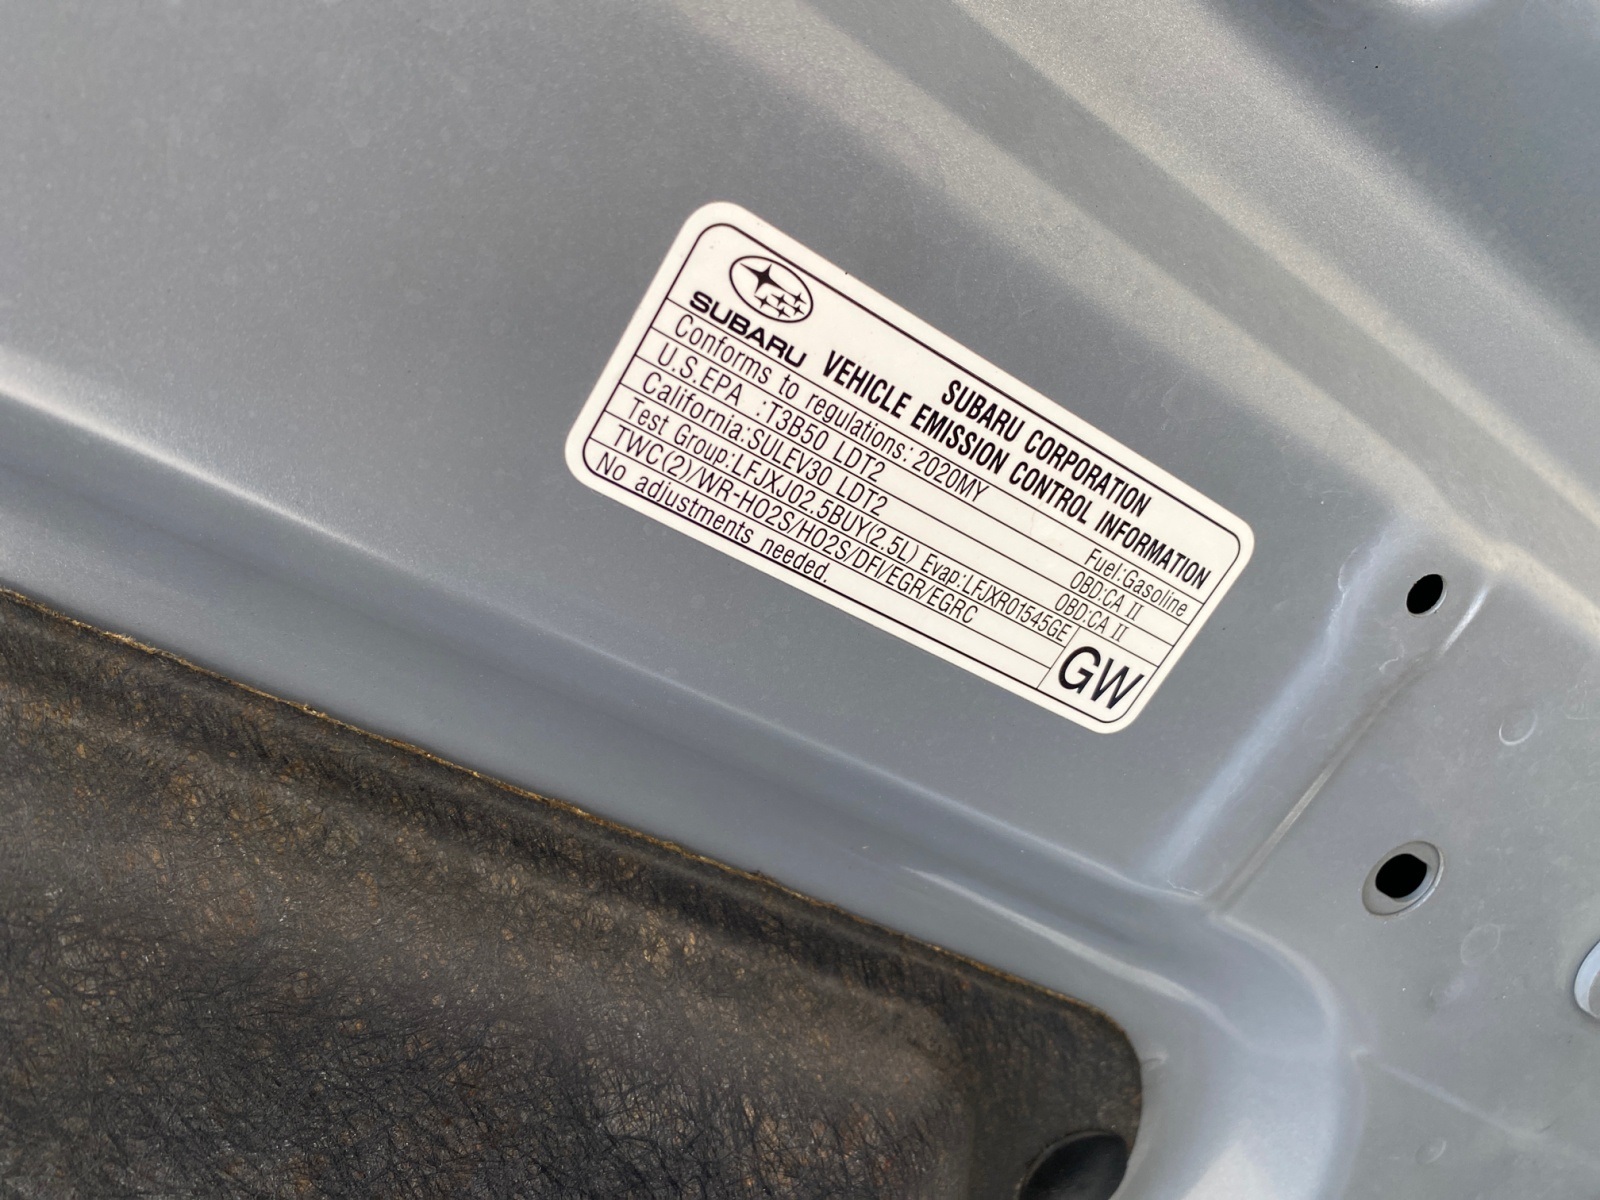 SUBARU
SUBARU CORPORATION
VEHICLE EMISSION CONTROL INFORMATION
Conforms to regulations: 2020MY Fuel:Gasoline
U.S.EPA :T3B50 LDT2 OBD:CA II
California:SULEV30 LDT2 OBD:CA II
Test Group:LFJXJ02.5BUY(2.5L) Evap:LFJXR01545GE
TWC(2)/WR-HO2S/HO2S/DFI/EGR/EGRC
No adjustments needed.
GW